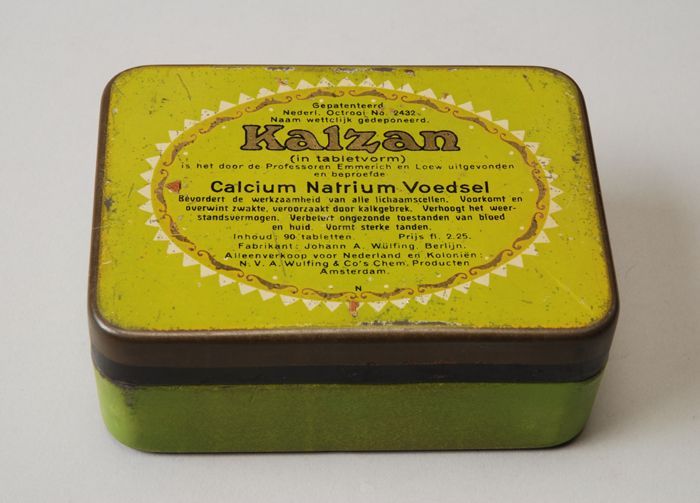 Gepatenteerd
Nederl. Octrooi No. 2432.
Naam wettelijk gedeponeerd.
Kalzan
(in tabletvorm)
is het door de Professoren Emmerich en Loew uitgevonden
en beproefde
Calcium Natrium Voedsel
Bevordert de werkzaamheid van alle lichaamscellen. Voorkomt en
overwint zwakte, veroorzaakt door kalkgebrek. Verhoogt het weer-
standsvermogen. Verbetert ongezonde toestanden van bloed
en huid. Vormt sterke tanden.
Inhoud: 90 tabletten. Prijs fl. 2.25.
Fabrikant: Johann A. Wülfing, Berlijn.
Alleenverkoop voor Nederland en Koloniën:
N. V. A. Wulfing & Co's Chem. Producten
Amsterdam.
N